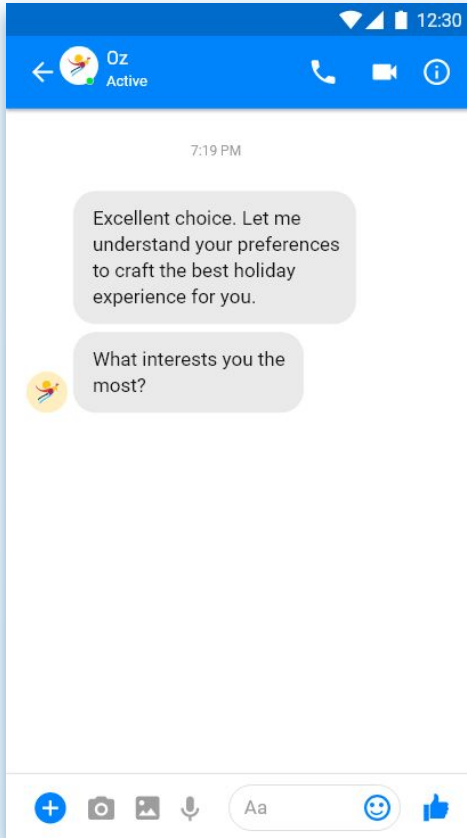 12:30
Oz
Active
7:19 PM
Excellent choice. Let me
understand your preferences
to craft the best holiday
experience for you.
What interests you the
most?
Aa